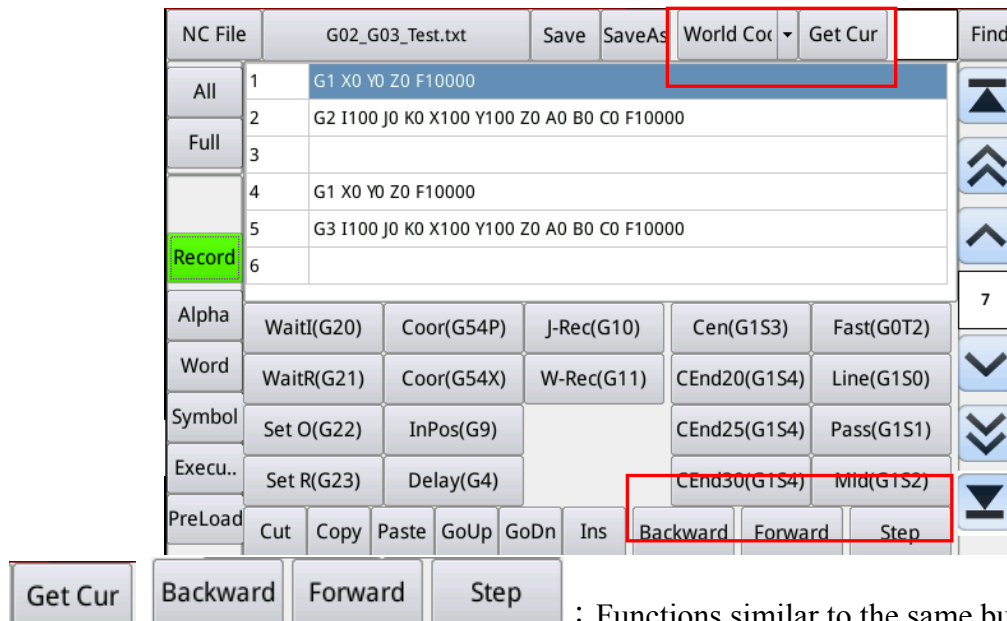 NC File G02_G03_Test.txt Save SaveAs World Coo Get Cur Find
All
Full
Record
Alpha
Word
Symbol
Execu..
PreLoad
1 G1 X0 Y0 Z0 F10000
2 G2 I100 J0 K0 X100 Y100 Z0 A0 B0 C0 F10000
3
4 G1 X0 Y0 Z0 F10000
5 G3 I100 J0 K0 X100 Y100 Z0 A0 B0 C0 F10000
6
7
WaitI(G20) Coor(G54P) J-Rec(G10) Cen(G1S3) Fast(G0T2)
WaitR(G21) Coor(G54X) W-Rec(G11) CEnd20(G1S4) Line(G1S0)
Set O(G22) InPos(G9) CEnd25(G1S4) Pass(G1S1)
Set R(G23) Delay(G4) CEnd30(G1S4) Mid(G1S2)
Cut Copy Paste GoUp GoDn Ins Backward Forward Step
Get Cur Backward Forward Step : Functions similar to the same bu